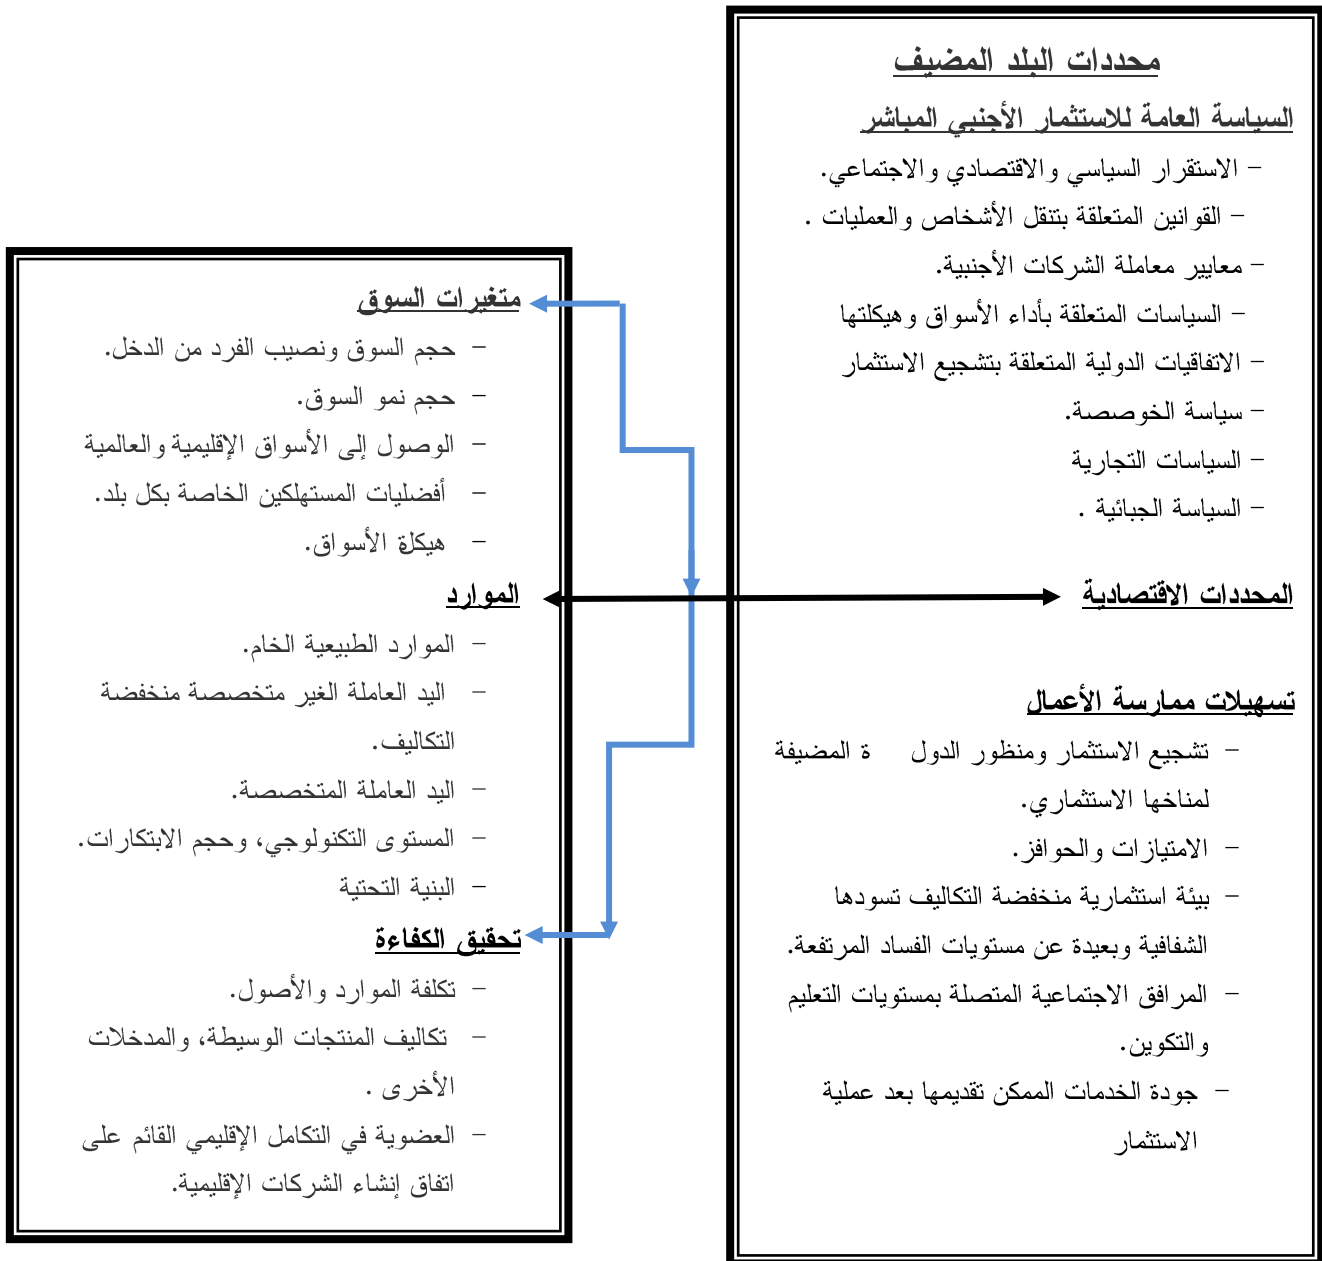 محددات البلد المضيف
السياسة العامة للاستثمار الأجنبي المباشر
- الاستقرار السياسي والاقتصادي والاجتماعي.
- القوانين المتعلقة بتنقل الأشخاص والعمليات .
- معايير معاملة الشركات الأجنبية.
- السياسات المتعلقة بأداء الأسواق وهيكلتها
- الاتفاقيات الدولية المتعلقة بتشجيع الاستثمار
- سياسة الخوصصة.
- السياسات التجارية
- السياسة الجبائية .
المحددات الاقتصادية
تسهيلات ممارسة الأعمال
- تشجيع الاستثمار ومنظور الدول ة المضيفة
لمناخها الاستثماري.
- الامتيازات والحوافز.
- بيئة استثمارية منخفضة التكاليف تسودها
الشفافية وبعيدة عن مستويات الفساد المرتفعة.
- المرافق الاجتماعية المتصلة بمستويات التعليم
والتكوين.
- جودة الخدمات الممكن تقديمها بعد عملية
الاستثمار
متغيرات السوق
- حجم السوق ونصيب الفرد من الدخل.
- حجم نمو السوق.
- الوصول إلى الأسواق الإقليمية والعالمية
- أفضليات المستهلكين الخاصة بكل بلد.
- هيكلة الأسواق.
الموارد
- الموارد الطبيعية الخام.
- اليد العاملة الغير متخصصة منخفضة
التكاليف.
- اليد العاملة المتخصصة.
- المستوى التكنولوجي، وحجم الابتكارات.
- البنية التحتية
تحقيق الكفاءة
- تكلفة الموارد والأصول.
- تكاليف المنتجات الوسيطة، والمدخلات
الأخرى .
- العضوية في التكامل الإقليمي القائم على
اتفاق إنشاء الشركات الإقليمية.